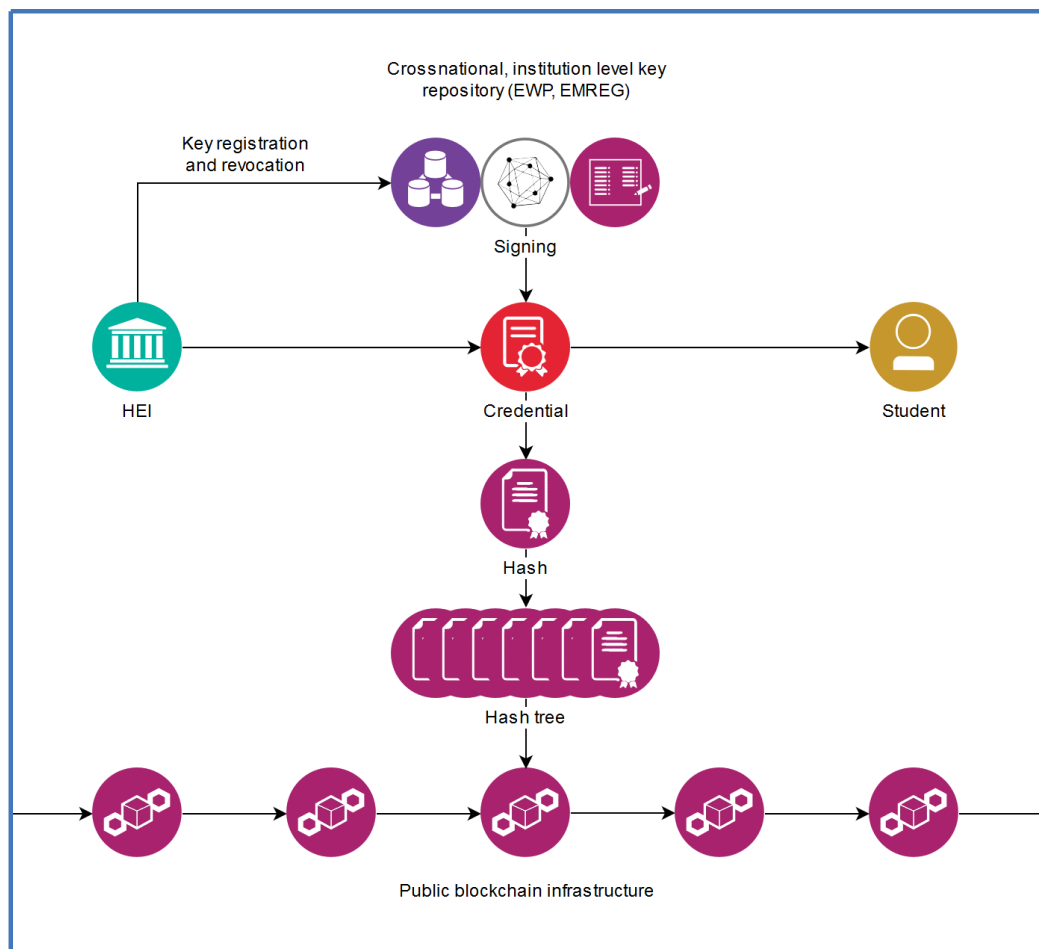 Crossnational, institution level key
repository (EWP, EMREG)
Key registration
and revocation
Signing
HEI
Credential
Student
Hash
Hash tree
Public blockchain infrastructure